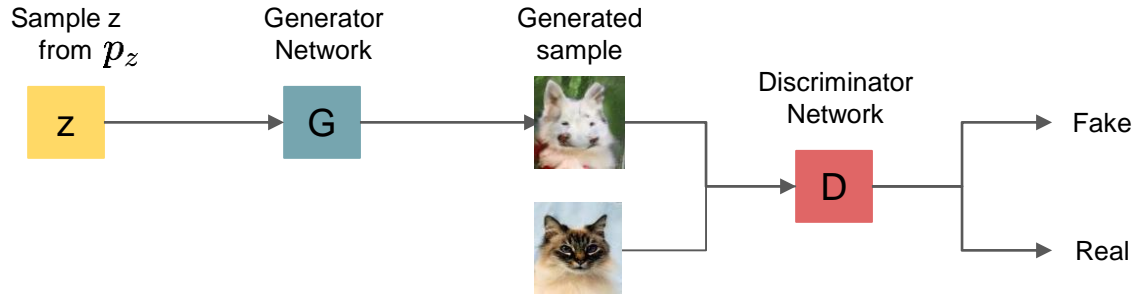 Sample z
from p_z
Generator
Network
Generated
sample
Discriminator
Network
z
G
D
Fake
Real